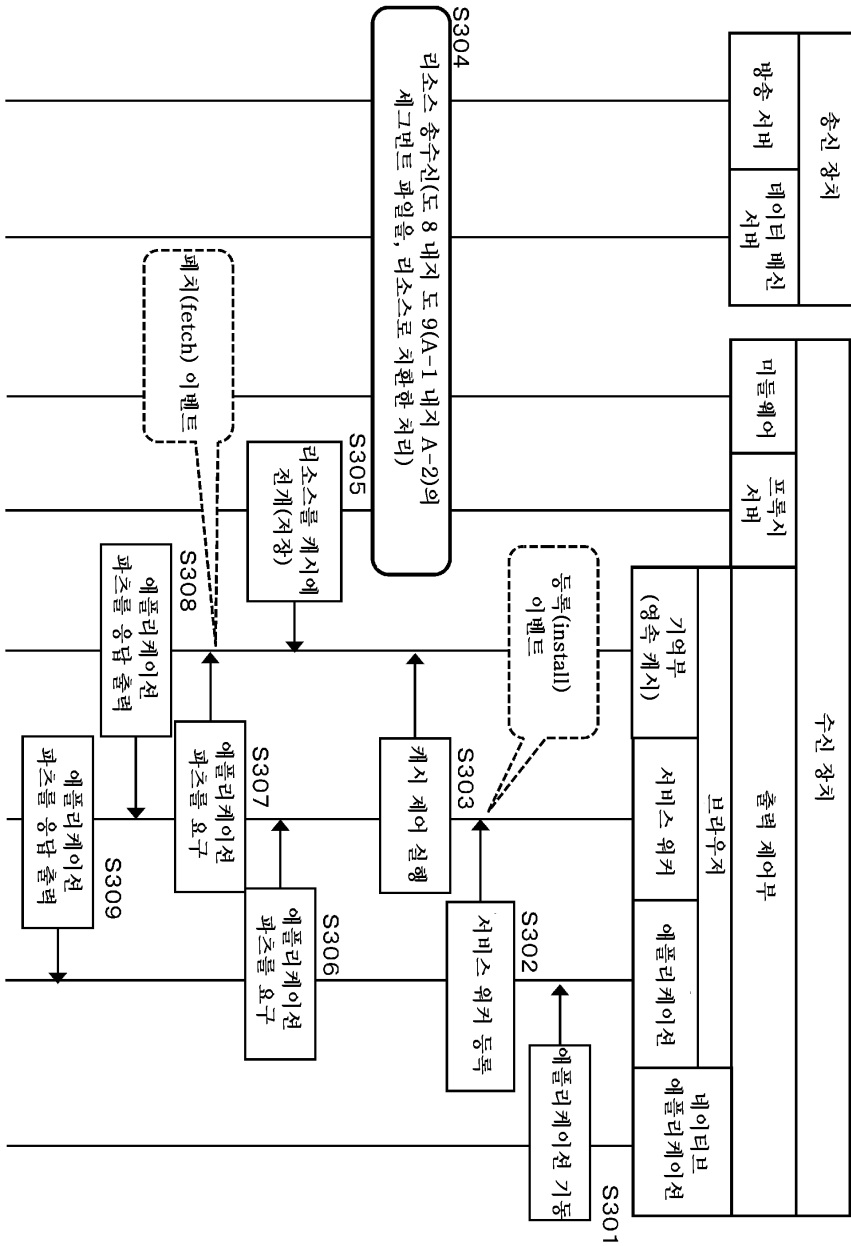 송신 장치
방송 서버
데이터 배신
서버
수신 장치
미들웨어
프록시
서버
출력 제어부
브라우저
기억부
(영속 캐시)
서비스 워커
애플리케이션
네이티브
애플리케이션
S301
애플리케이션 기동
S302
서비스 워커 등록
등록(install)
이벤트
S303
캐시 제어 실행
S304
리소스 송수신(도 8 내지 도 9(A-1 내지 A-2)의
세그먼트 파일을, 리소스로 치환한 처리)
S305
리소스를 캐시에
전개(저장)
S306
애플리케이션
파츠를 요구
S307
애플리케이션
파츠를 요구
페치(fetch) 이벤트
S308
애플리케이션
파츠를 응답 출력
S309
애플리케이션
파츠를 응답 출력